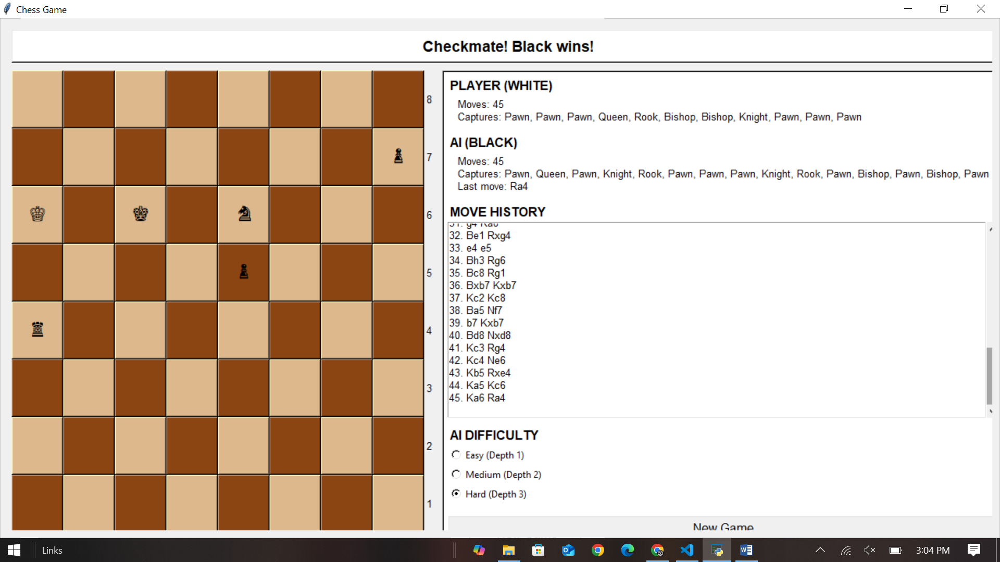 Chess Game
Checkmate! Black wins!
8
7
6
5
4
3
2
1
PLAYER (WHITE)
Moves: 45
Captures: Pawn, Pawn, Pawn, Queen, Rook, Bishop, Bishop, Knight, Pawn, Pawn, Pawn
AI (BLACK)
Moves: 45
Captures: Pawn, Queen, Pawn, Knight, Rook, Pawn, Pawn, Pawn, Knight, Rook, Pawn, Bishop, Pawn, Bishop, Pawn
Last move: Ra4
MOVE HISTORY
32. Be1 Rxg4
33. e4 e5
34. Bh3 Rg6
35. Bc8 Rg1
36. Bxb7 Kxb7
37. Kc2 Kc8
38. Ba5 Nf7
39. b7 Kxb7
40. Bd8 Nxd8
41. Kc3 Rg4
42. Kc4 Ne6
43. Kb5 Rxe4
44. Ka5 Kc6
45. Ka6 Ra4
AI DIFFICULTY
Easy (Depth 1)
Medium (Depth 2)
Hard (Depth 3)
New Game
Links
3:04 PM